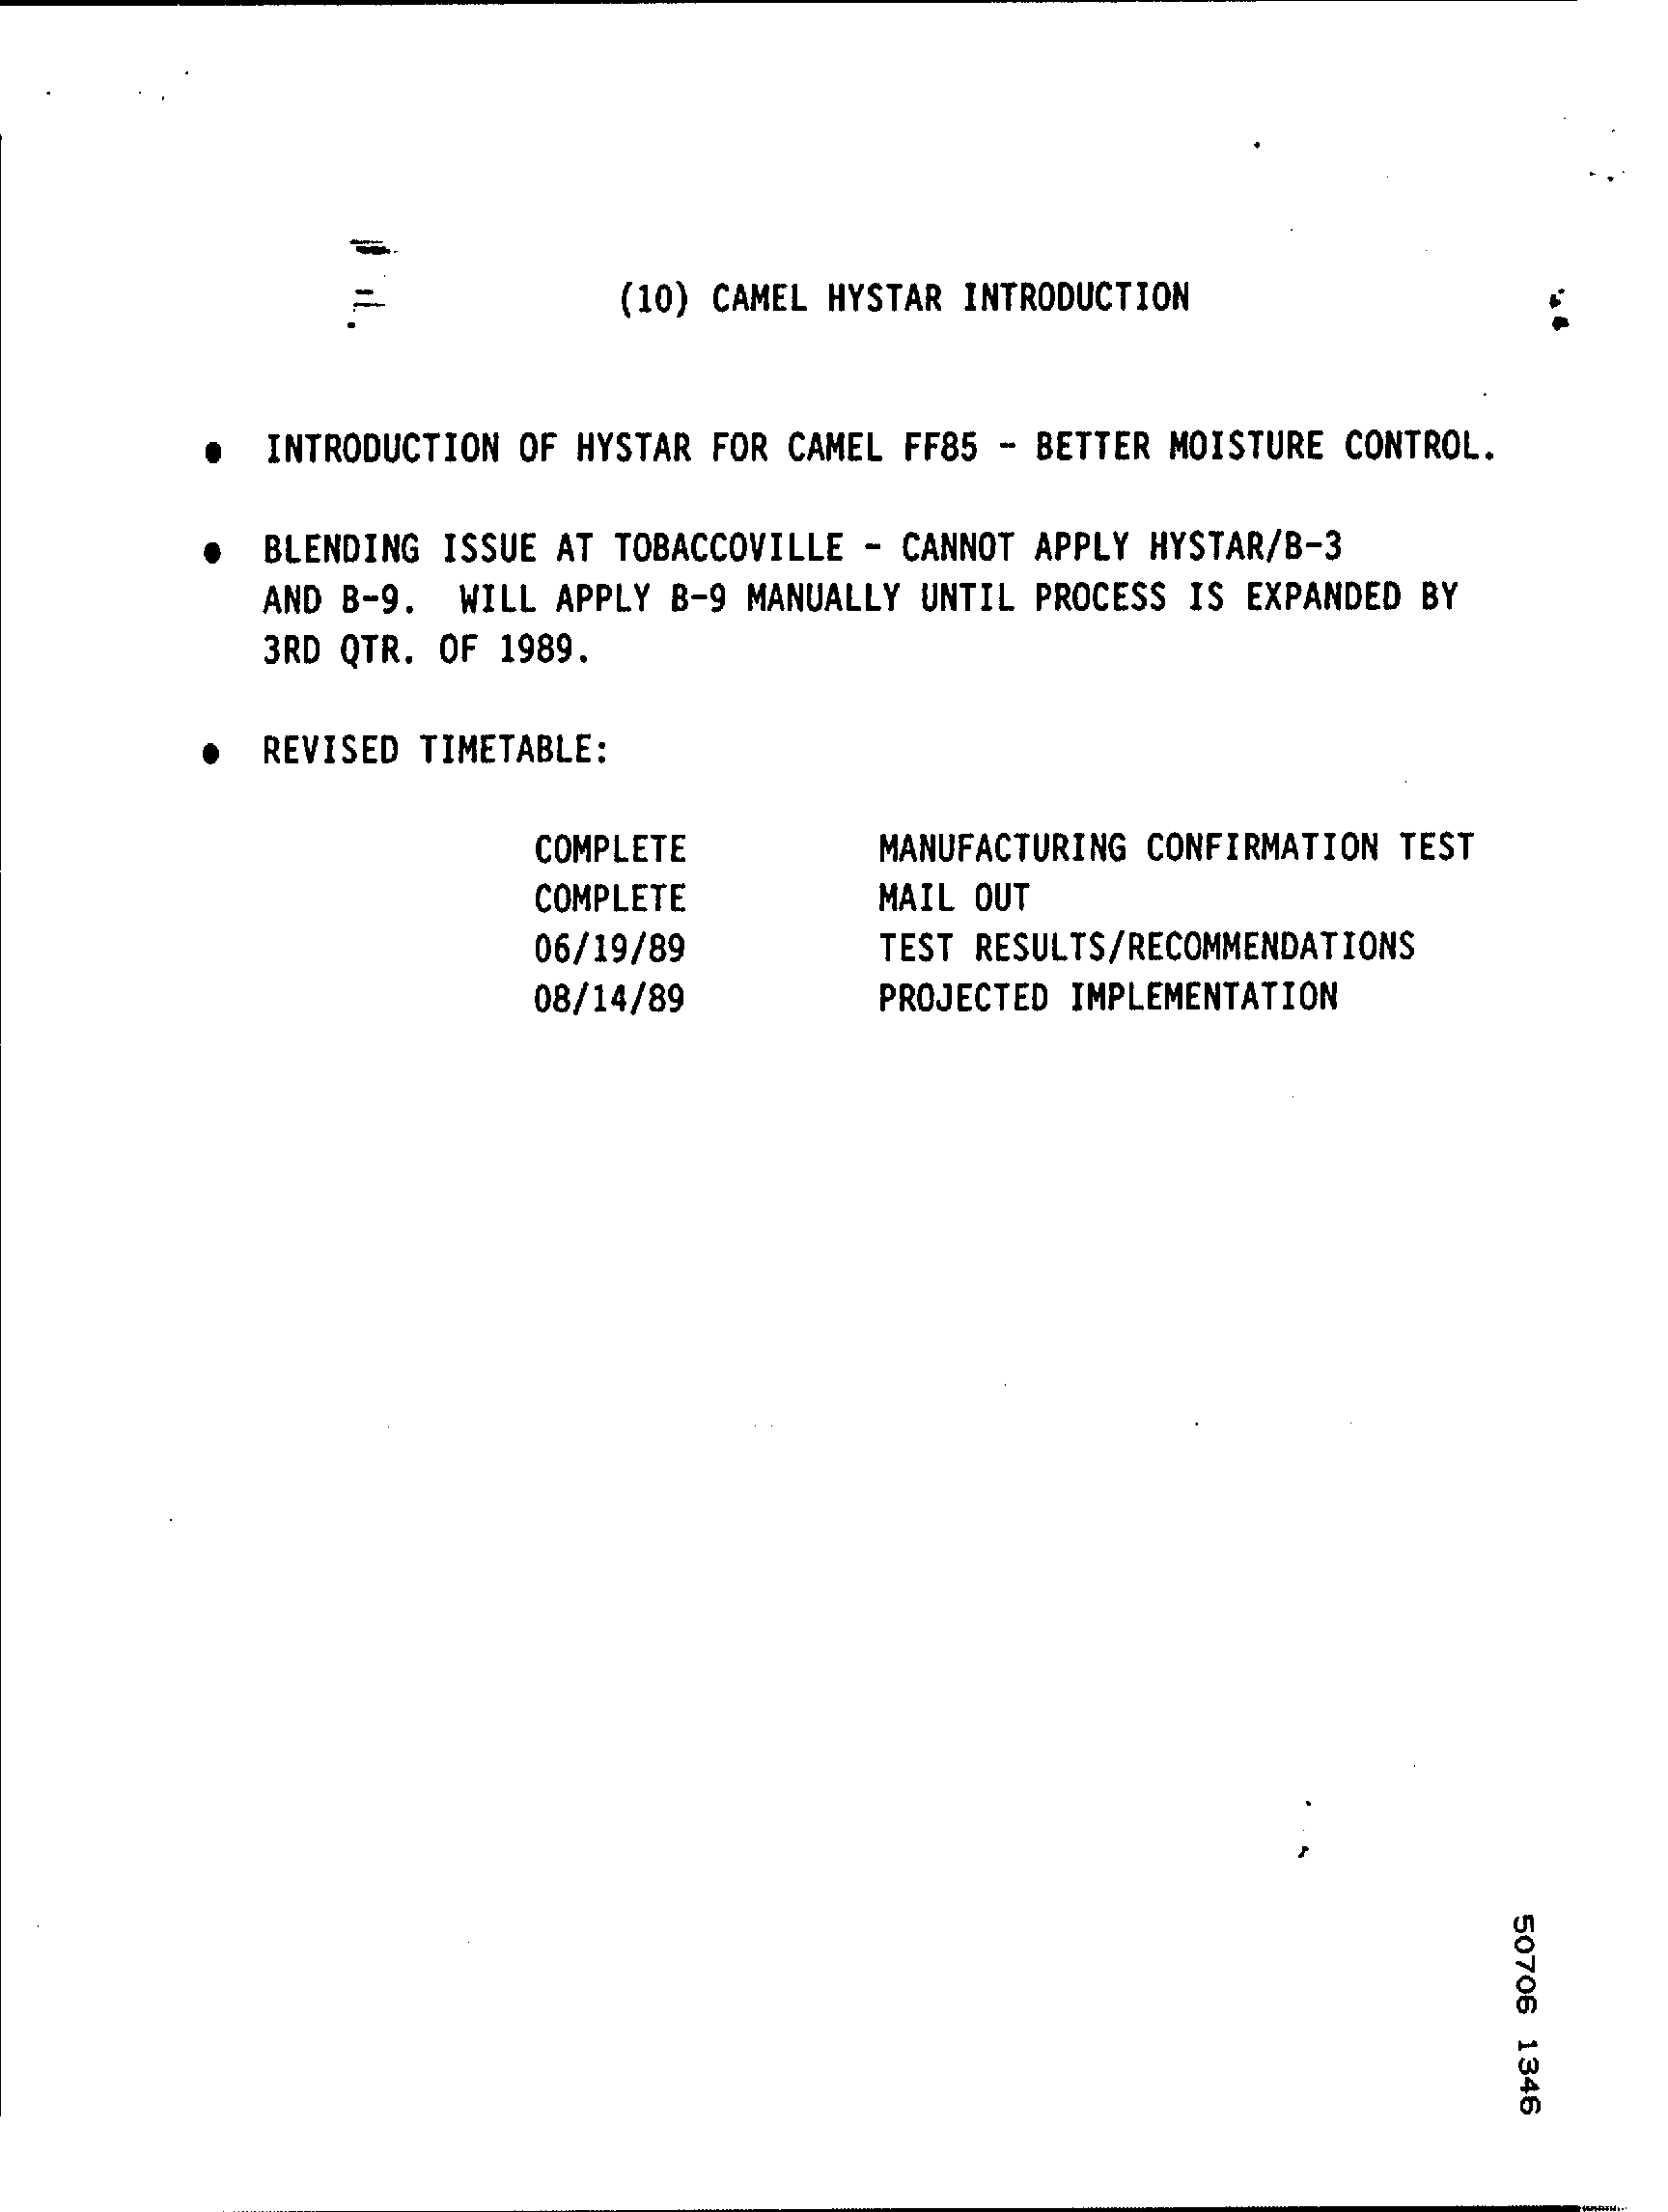 (10) CAMEL HYSTAR INTRODUCTION
● INTRODUCTION OF HYSTAR FOR CAMEL FF85 - BETTER MOISTURE CONTROL.
● BLENDING ISSUE AT TOBACCOVILLE - CANNOT APPLY HYSTAR/B-3
AND B-9. WILL APPLY B-9 MANUALLY UNTIL PROCESS IS EXPANDED BY
3RD QTR. OF 1989.
● REVISED TIMETABLE:
COMPLETE MANUFACTURING CONFIRMATION TEST
COMPLETE MAIL OUT
06/19/89 TEST RESULTS/RECOMMENDATIONS
08/14/89 PROJECTED IMPLEMENTATION
50706 1346